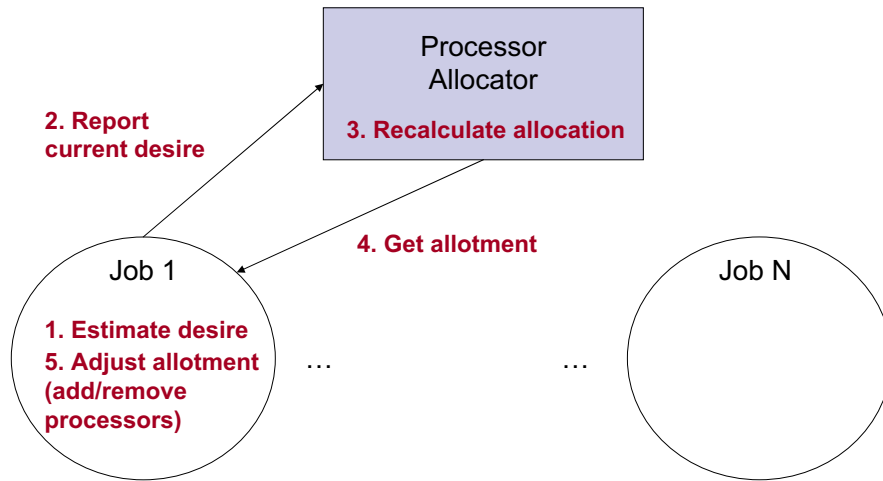 Processor
Allocator
3. Recalculate allocation
2. Report
current desire
4. Get allotment
Job 1
1. Estimate desire
5. Adjust allotment
(add/remove
processors)
...
...
Job N